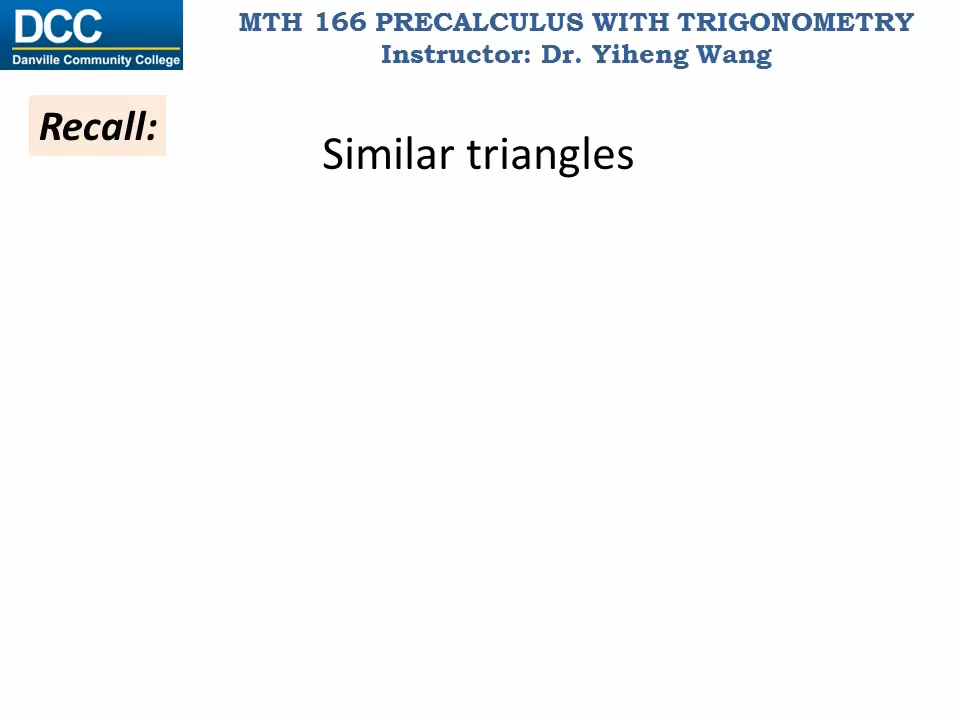 DCC
Danville Community College
MTH 166 PRECALCULUS WITH TRIGONOMETRY
Instructor: Dr. Yiheng Wang
Recall:
Similar triangles